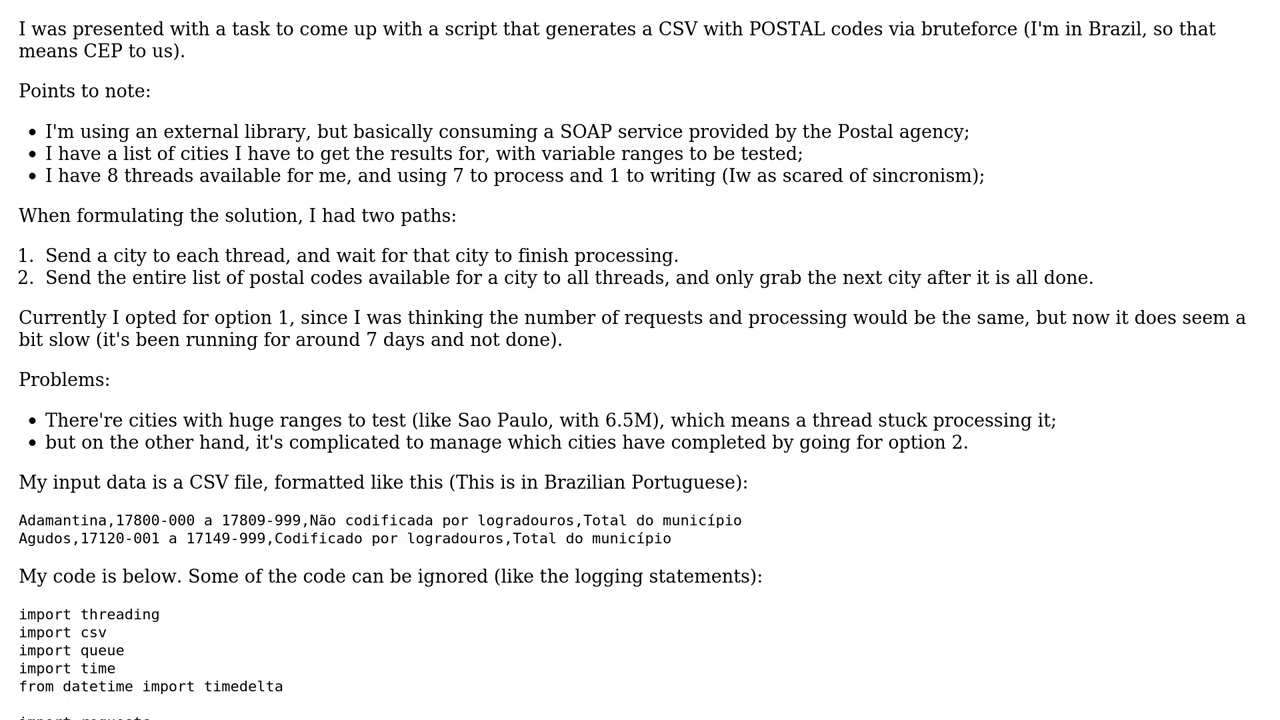 I was presented with a task to come up with a script that generates a CSV with POSTAL codes via bruteforce (I'm in Brazil, so that
means CEP to us).
Points to note:
• I'm using an external library, but basically consuming a SOAP service provided by the Postal agency;
• I have a list of cities I have to get the results for, with variable ranges to be tested;
• I have 8 threads available for me, and using 7 to process and 1 to writing (Iw as scared of sincronism);
When formulating the solution, I had two paths:
1. Send a city to each thread, and wait for that city to finish processing.
2. Send the entire list of postal codes available for a city to all threads, and only grab the next city after it is all done.
Currently I opted for option 1, since I was thinking the number of requests and processing would be the same, but now it does seem a
bit slow (it's been running for around 7 days and not done).
Problems:
• There're cities with huge ranges to test (like Sao Paulo, with 6.5M), which means a thread stuck processing it;
• but on the other hand, it's complicated to manage which cities have completed by going for option 2.
My input data is a CSV file, formatted like this (This is in Brazilian Portuguese):
Adamantina,17800-000 a 17809-999,Não codificada por logradouros,Total do município
Agudos,17120-001 a 17149-999,Codificado por logradouros,Total do município
My code is below. Some of the code can be ignored (like the logging statements):
import threading
import csv
import queue
import time
from datetime import timedelta